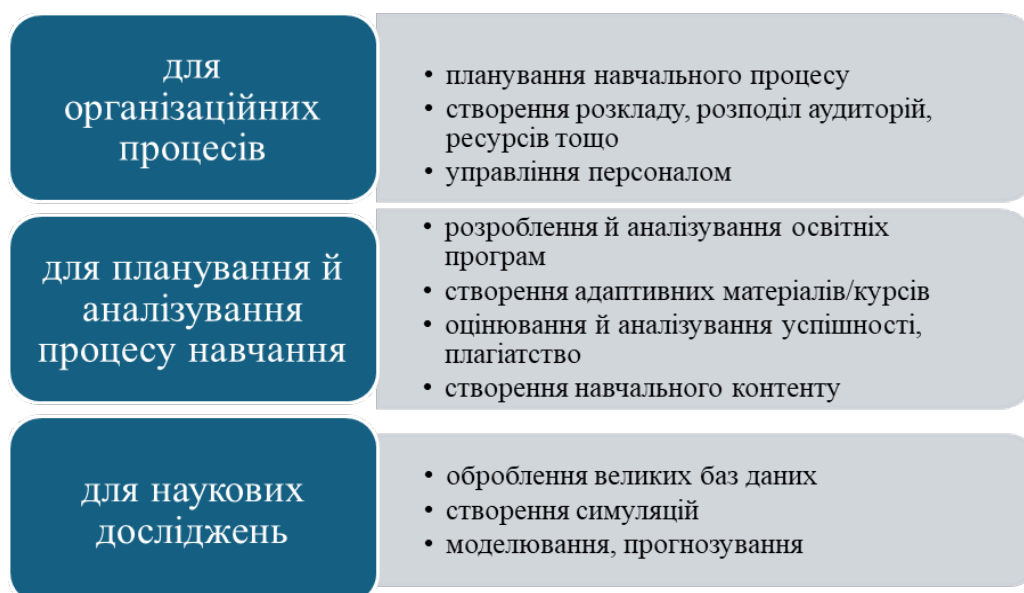 для
організаційних
процесів
• планування навчального процесу
• створення розкладу, розподіл аудиторій,
ресурсів тощо
• управління персоналом
для планування й
аналізування
процесу навчання
• розроблення й аналізування освітніх
програм
• створення адаптивних матеріалів/курсів
• оцінювання й аналізування успішності,
плагіатство
• створення навчального контенту
для наукових
досліджень
• оброблення великих баз даних
• створення симуляцій
• моделювання, прогнозування